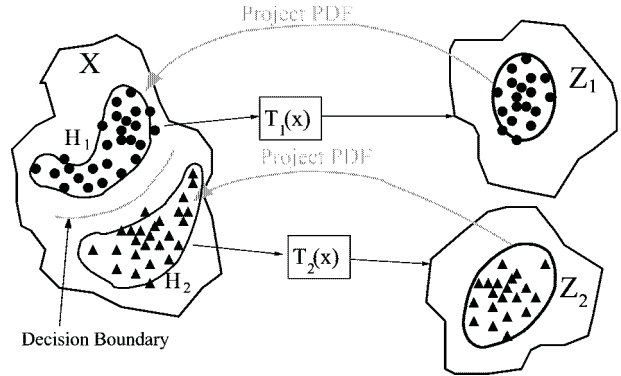 Project PDF
X
Z₁
H₁
T₁(x)
Project PDF
T₂(x)
H₂
Z₂
Decision Boundary